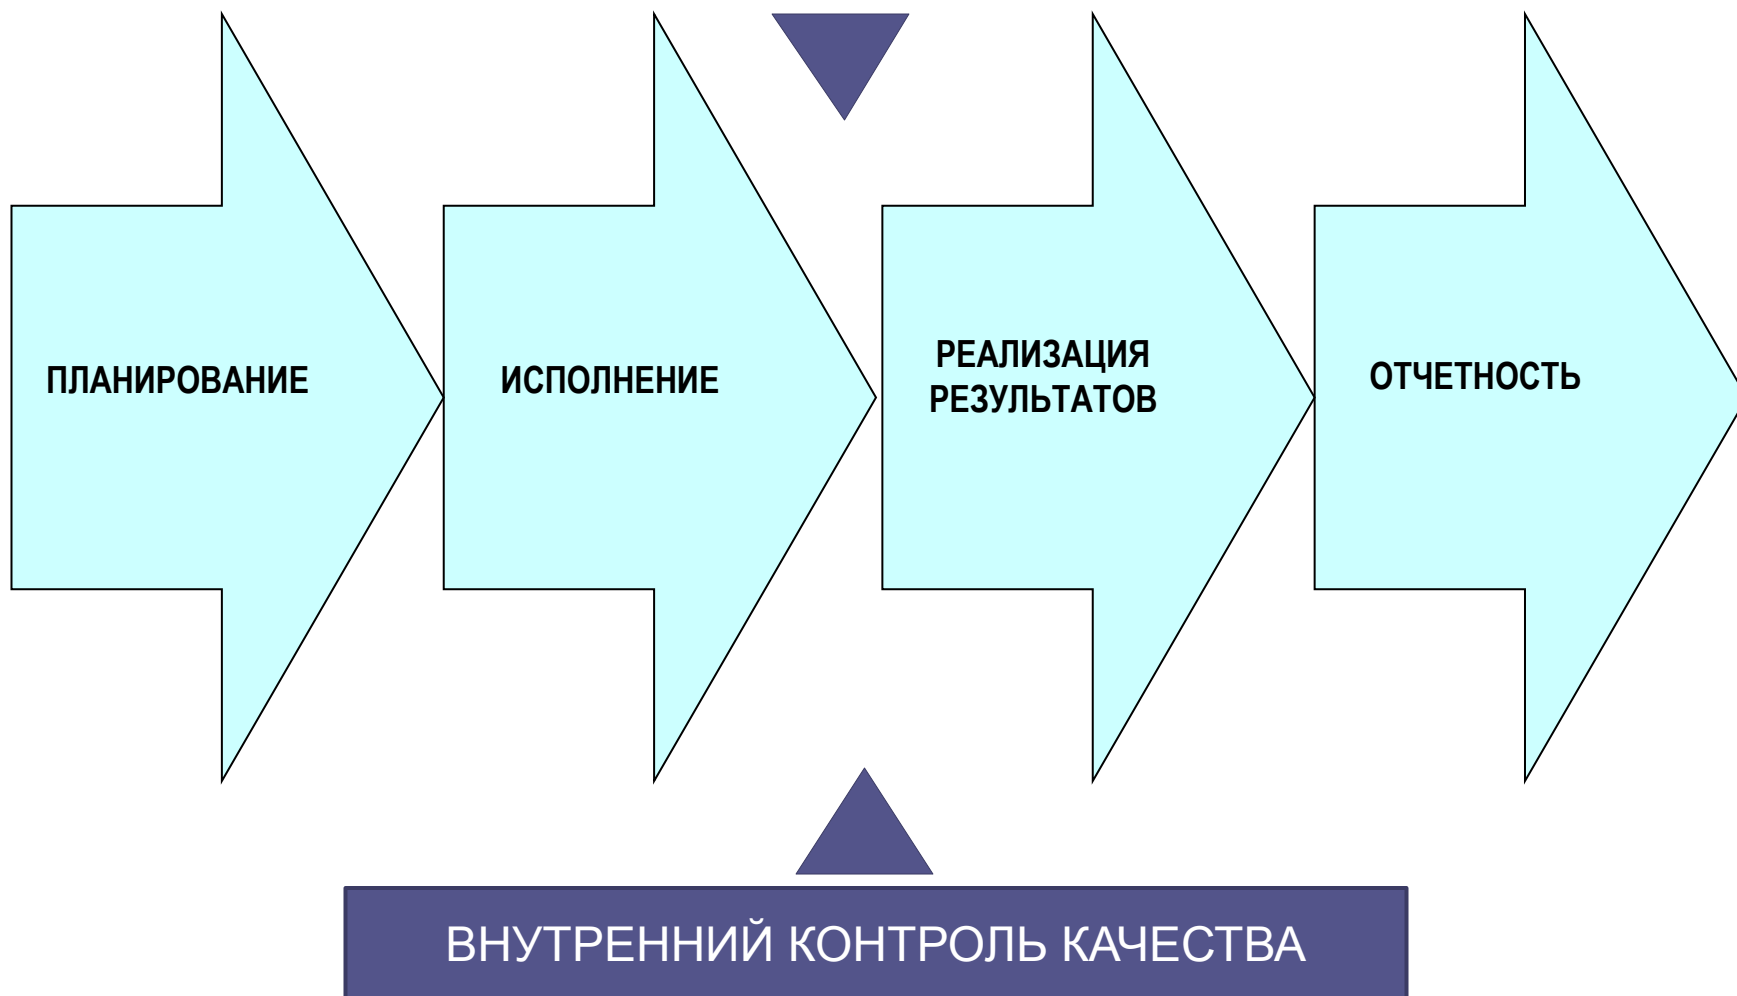 ПЛАНИРОВАНИЕ
ИСПОЛНЕНИЕ
РЕАЛИЗАЦИЯ
РЕЗУЛЬТАТОВ
ОТЧЕТНОСТЬ
ВНУТРЕННИЙ КОНТРОЛЬ КАЧЕСТВА